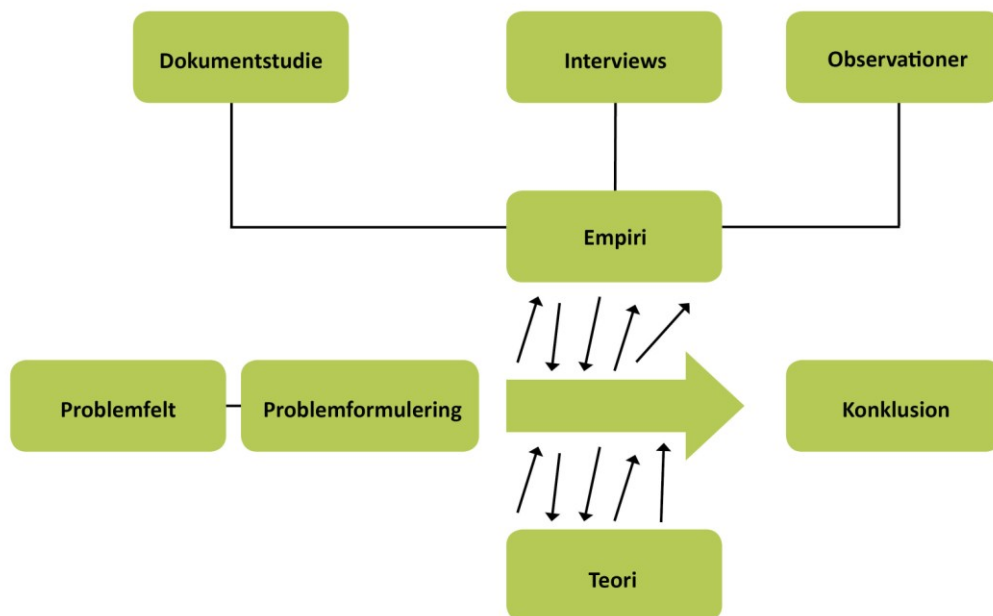 Dokumentstudie
Interviews
Observationer
Empiri
Problemfelt
Problemformulering
Konklusion
Teori